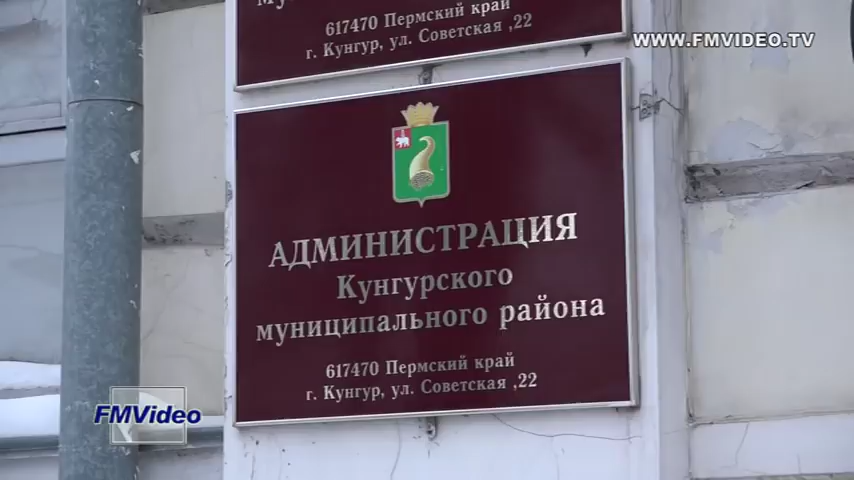 617470 Пермский край
г. Кунгур, ул. Советская ,22
WWW.FMVIDEO.TV
АДМИНИСТРАЦИЯ
Кунгурского
муниципального района
617470 Пермский край
г. Кунгур, ул. Советская ,22
FMVideo